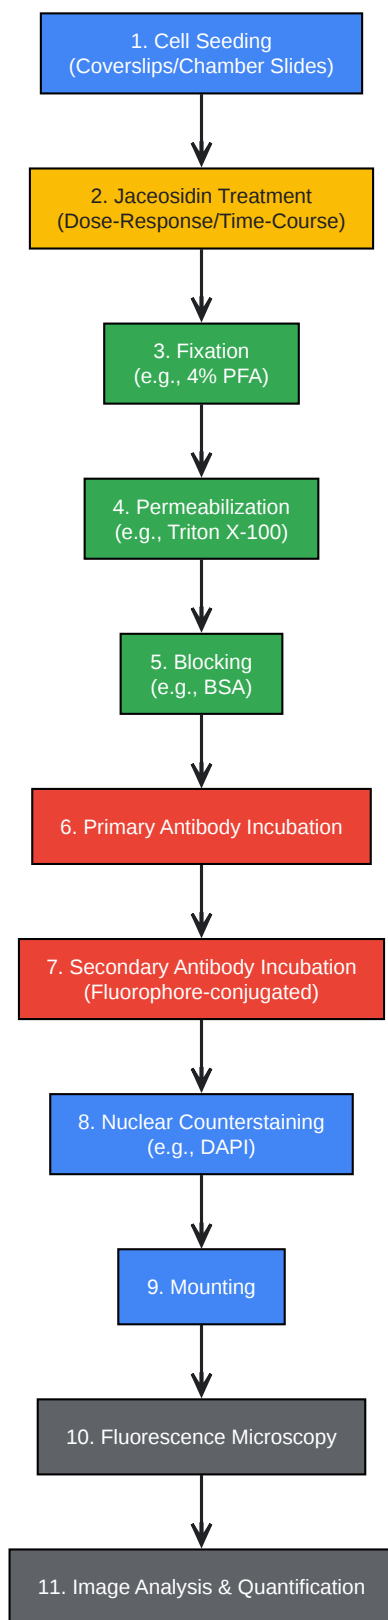 1. Cell Seeding
(Coverslips/Chamber Slides)
2. Jaceosidin Treatment
(Dose-Response/Time-Course)
3. Fixation
(e.g., 4% PFA)
4. Permeabilization
(e.g., Triton X-100)
5. Blocking
(e.g., BSA)
6. Primary Antibody Incubation
7. Secondary Antibody Incubation
(Fluorophore-conjugated)
8. Nuclear Counterstaining
(e.g., DAPI)
9. Mounting
10. Fluorescence Microscopy
11. Image Analysis & Quantification